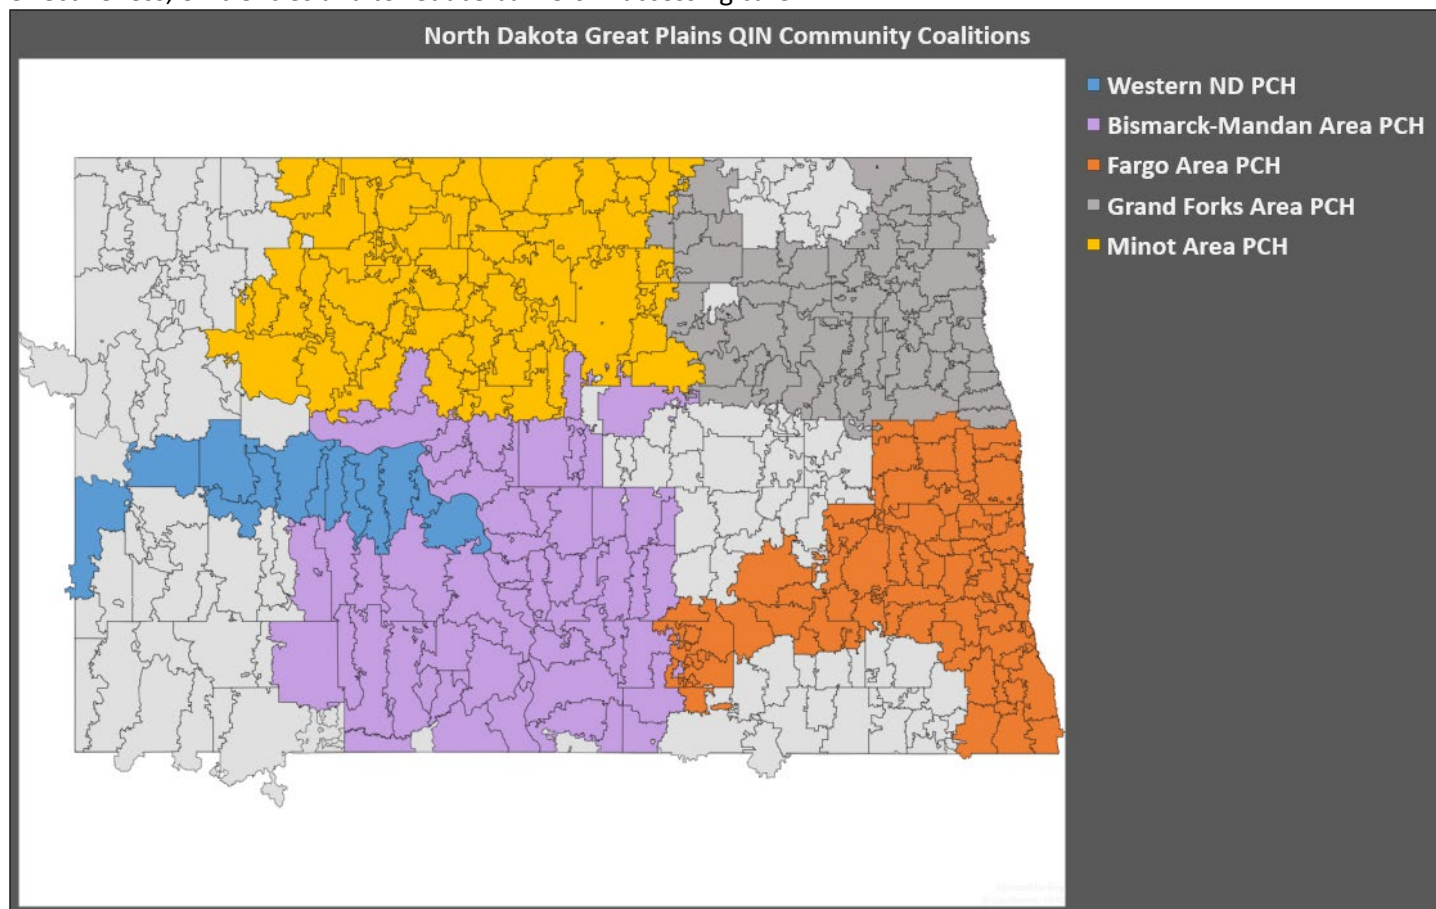 North Dakota Great Plains QIN Community Coalitions
Western ND PCH
Bismarck-Mandan Area PCH
Fargo Area PCH
Grand Forks Area PCH
Minot Area PCH